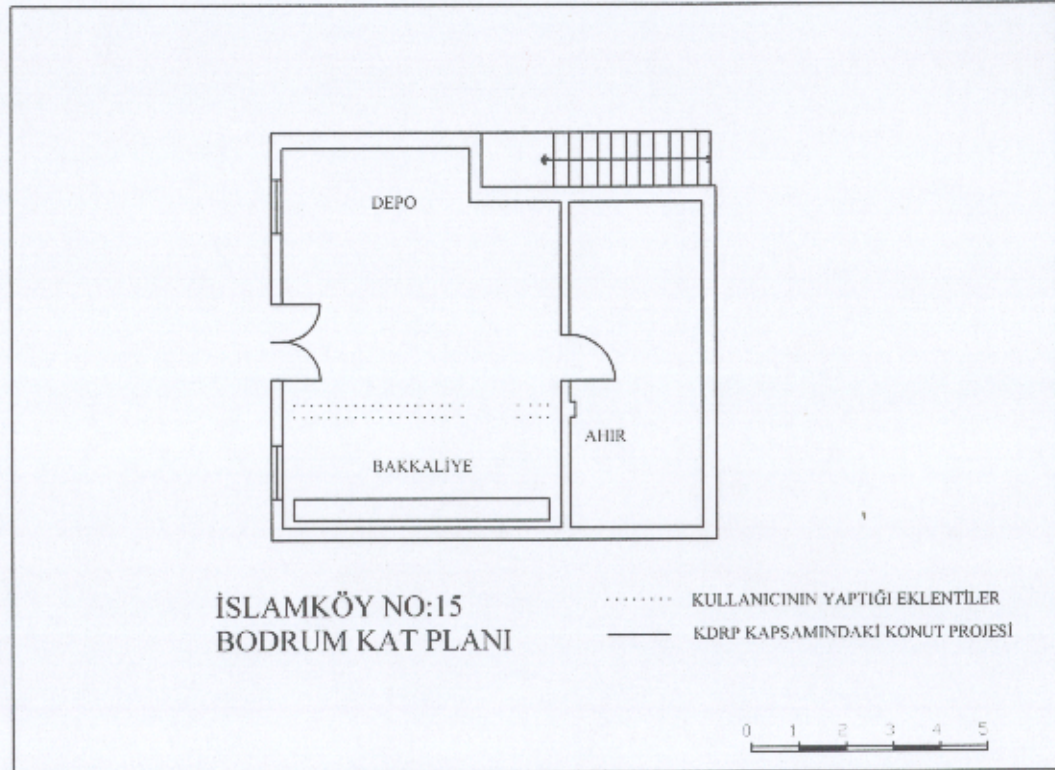 DEPO
AHIR
BAKKALİYE
İSLAMKÖY NO:15
BODRUM KAT PLANI
KULLANICININ YAPTIĞI EKLENTİLER
KDRP KAPSAMINDAKİ KONUT PROJESİ
0 1 2 3 4 5